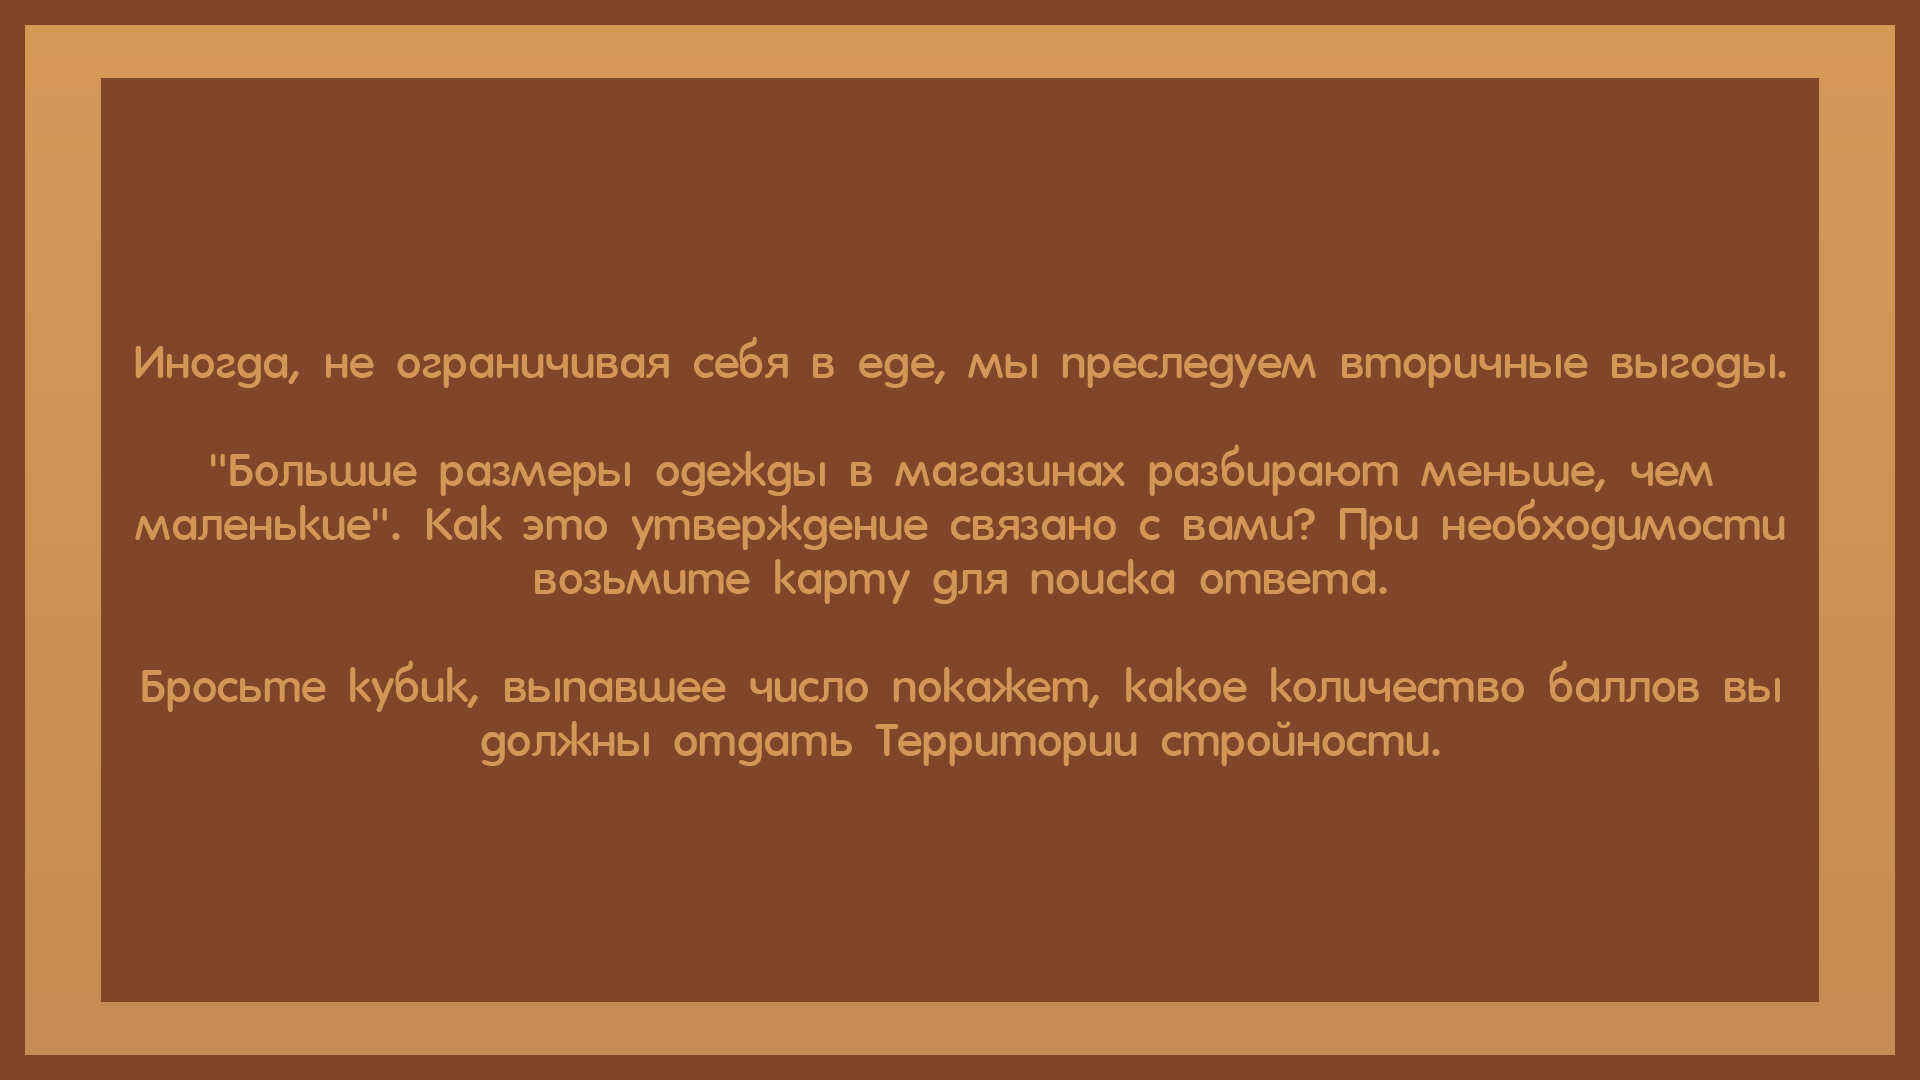 Иногда, не ограничивая себя в еде, мы преследуем вторичные выгоды.
"Большие размеры одежды в магазинах разбирают меньше, чем
маленькие". Как это утверждение связано с вами? При необходимости
возьмите карту для поиска ответа.
Бросьте кубик, выпавшее число покажет, какое количество баллов вы
должны отдать Территории стройности.